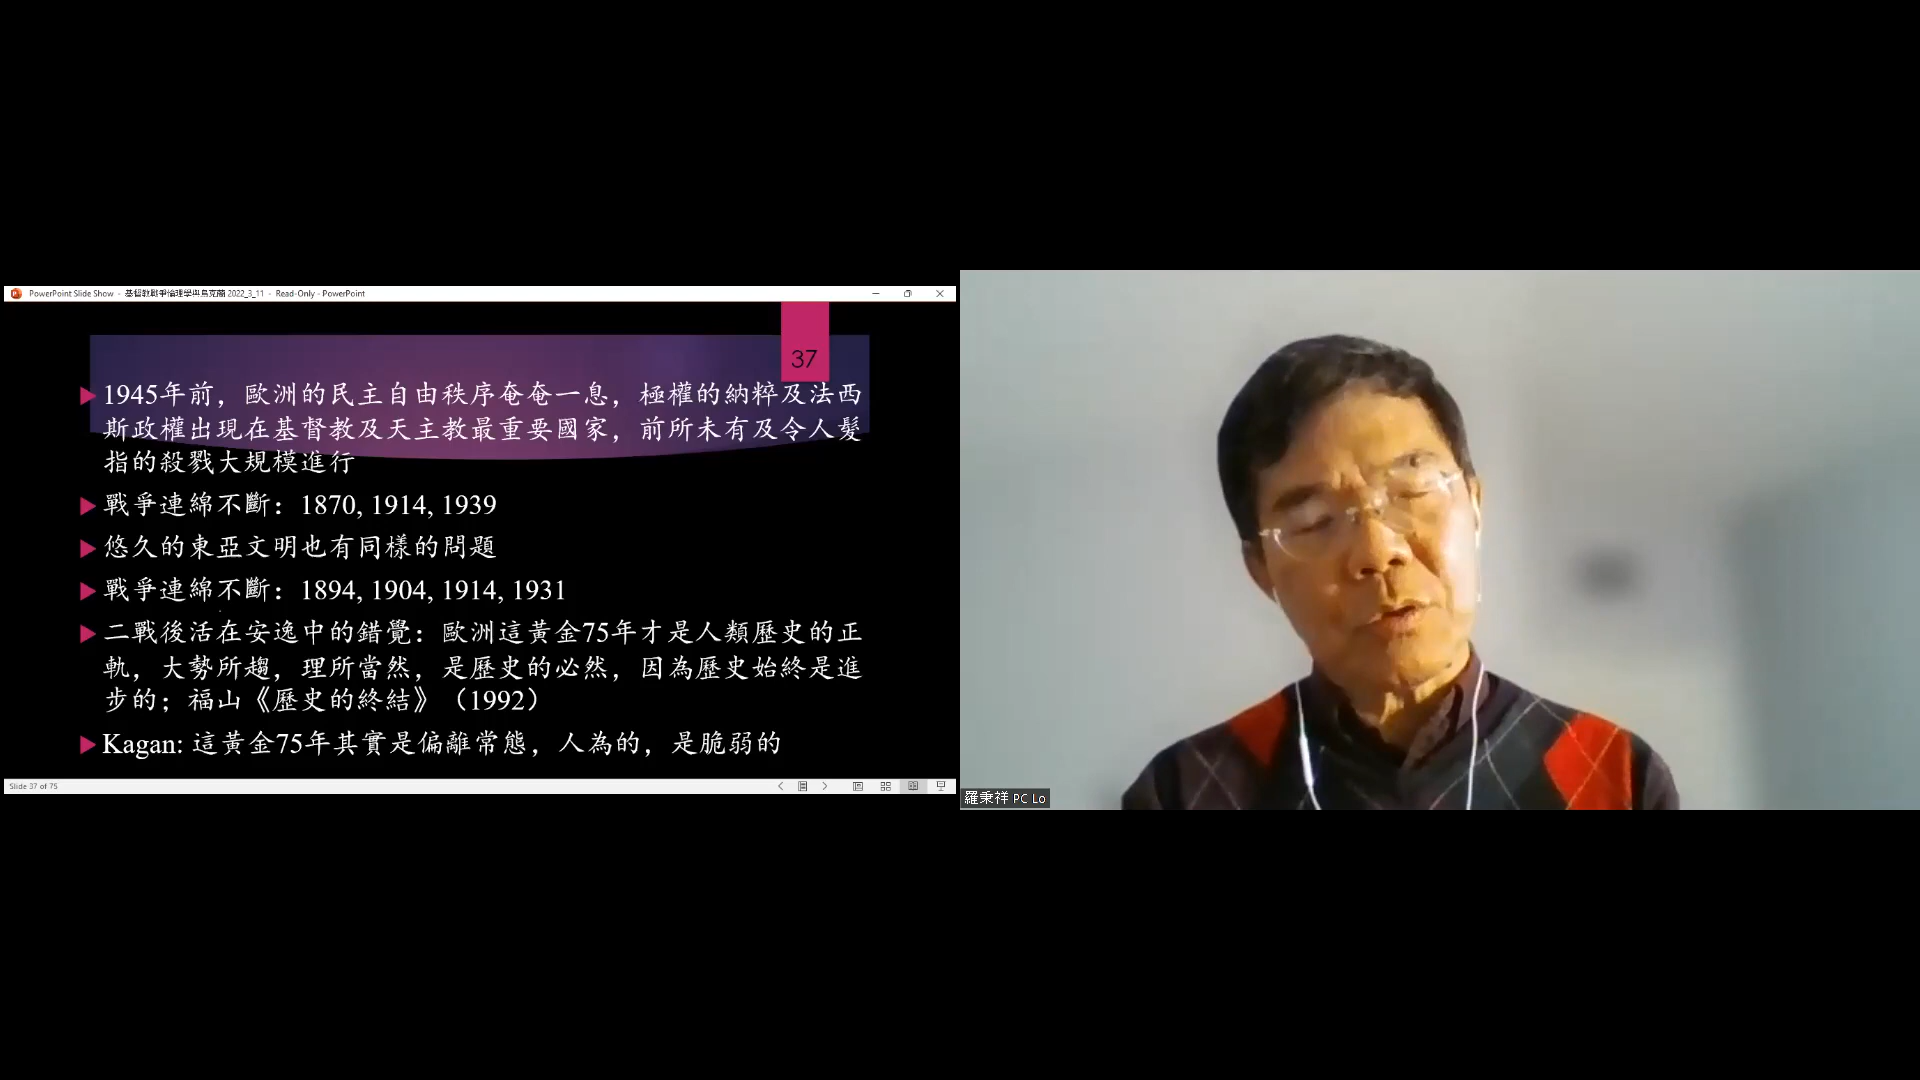 PowerPoint Slide Show - 基督教戰爭倫理學與烏克蘭 2022_3_11 - Read-Only - PowerPoint
37
1945年前，歐洲的民主自由秩序奄奄一息，極權的納粹及法西
斯政權出現在基督教及天主教最重要國家，前所未有及令人髮
指的殺戮大規模進行
戰爭連綿不斷：1870, 1914, 1939
悠久的東亞文明也有同樣的問題
戰爭連綿不斷：1894, 1904, 1914, 1931
二戰後活在安逸中的錯覺：歐洲這黃金75年才是人類歷史的正
軌，大勢所趨，理所當然，是歷史的必然，因為歷史始終是進
步的；福山《歷史的終結》（1992）
Kagan: 這黃金75年其實是偏離常態，人為的，是脆弱的
Slide 37 of 75
羅秉祥 PC Lo